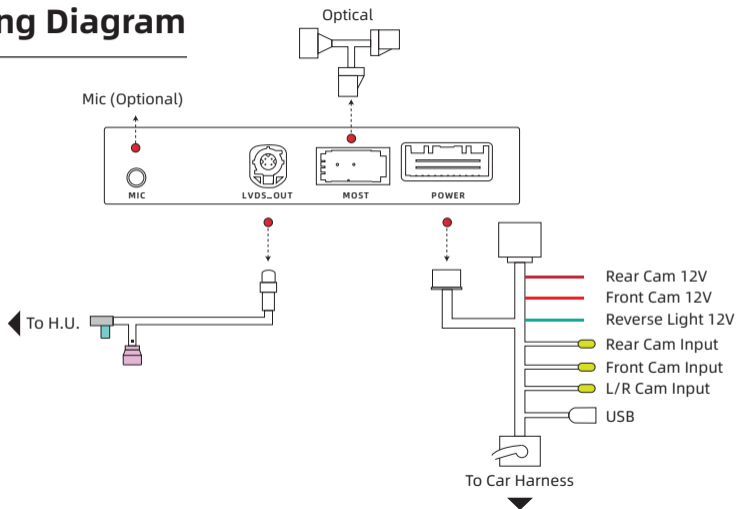 ng Diagram
Optical
Mic (Optional)
MIC
LVDS_OUT
MOST
POWER
To H.U.
Rear Cam 12V
Front Cam 12V
Reverse Light 12V
Rear Cam Input
Front Cam Input
L/R Cam Input
USB
To Car Harness